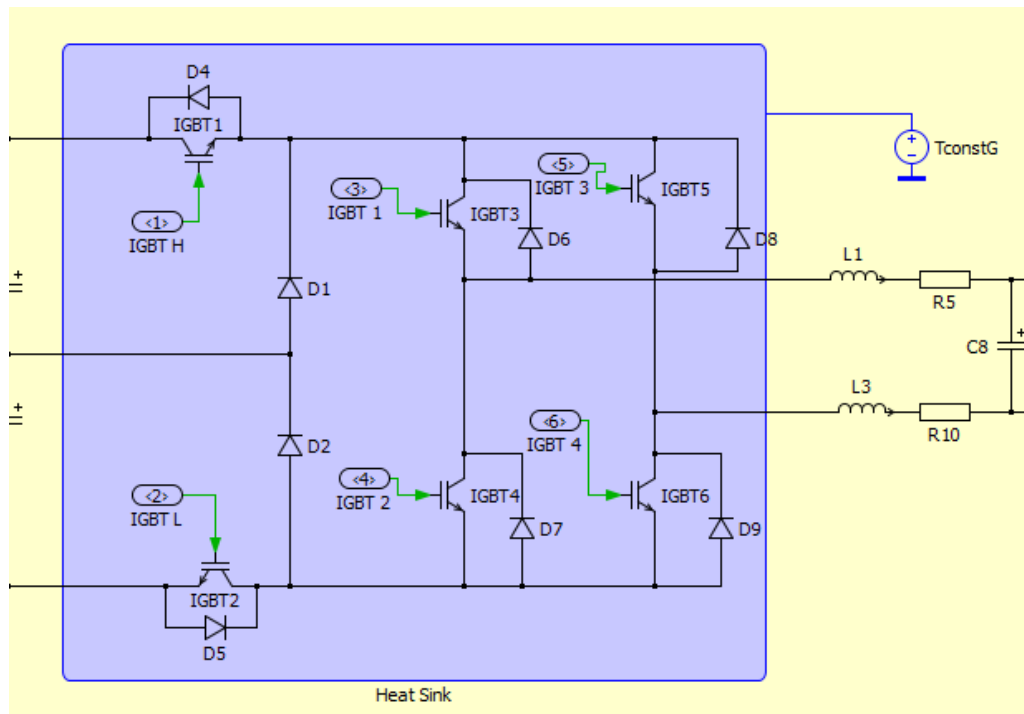 D4
IGBT1
<1>
IGBT H
<3>
IGBT 1
IGBT3
<5>
IGBT 3
IGBT5
+
−
TconstG
D6
D8
D1
L1
R5
+
+
C8
+
L3
R10
D2
<6>
IGBT 4
<4>
IGBT 2
IGBT4
IGBT6
D7
D9
<2>
IGBT L
IGBT2
D5
Heat Sink